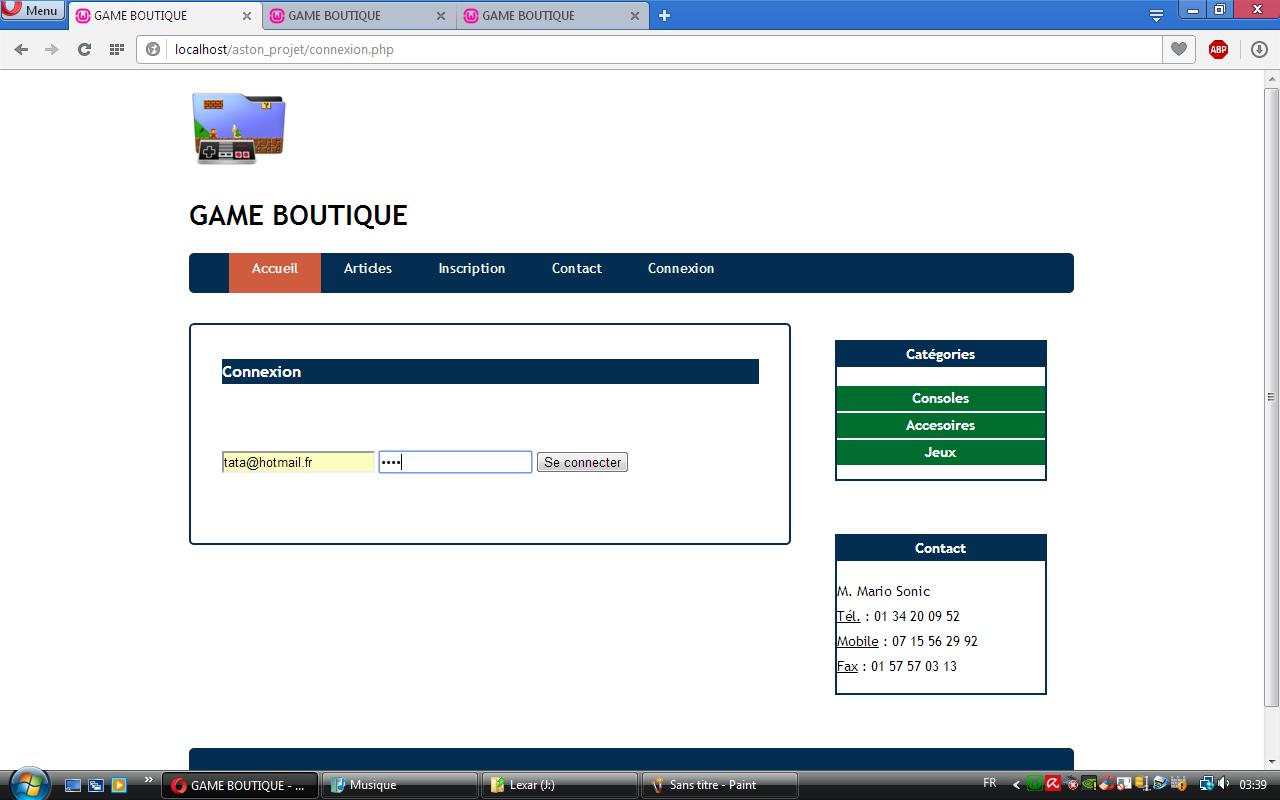 Menu
GAME BOUTIQUE
GAME BOUTIQUE
GAME BOUTIQUE
localhost/aston_projet/connexion.php
ABP
GAME BOUTIQUE
Accueil
Articles
Inscription
Contact
Connexion
Connexion
tata@hotmail.fr
••••
Se connecter
Catégories
Consoles
Accesoires
Jeux
Contact
M. Mario Sonic
Tél. : 01 34 20 09 52
Mobile : 07 15 56 29 92
Fax : 01 57 57 03 13
GAME BOUTIQUE - ...
Musique
Lexar (J:)
Sans titre - Paint
FR
03:39